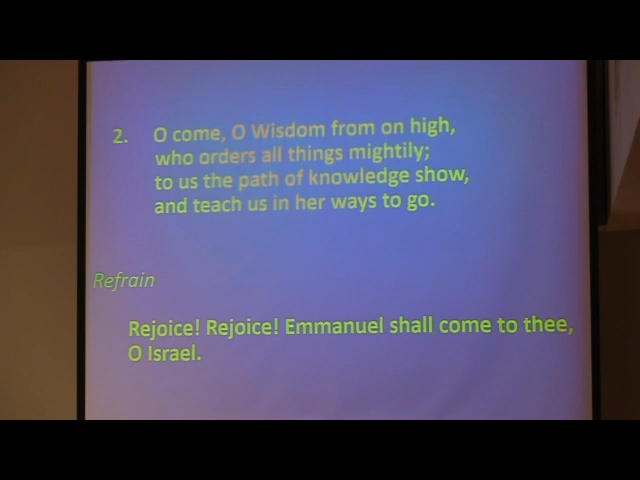 2. O come, O Wisdom from on high,
who orders all things mightily;
to us the path of knowledge show,
and teach us in her ways to go.
Refrain
Rejoice! Rejoice! Emmanuel shall come to thee,
O Israel.